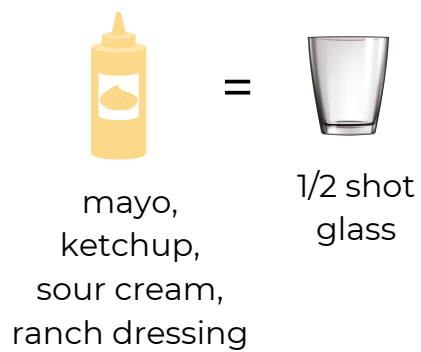 =
mayo,
ketchup,
sour cream,
ranch dressing
1/2 shot
glass